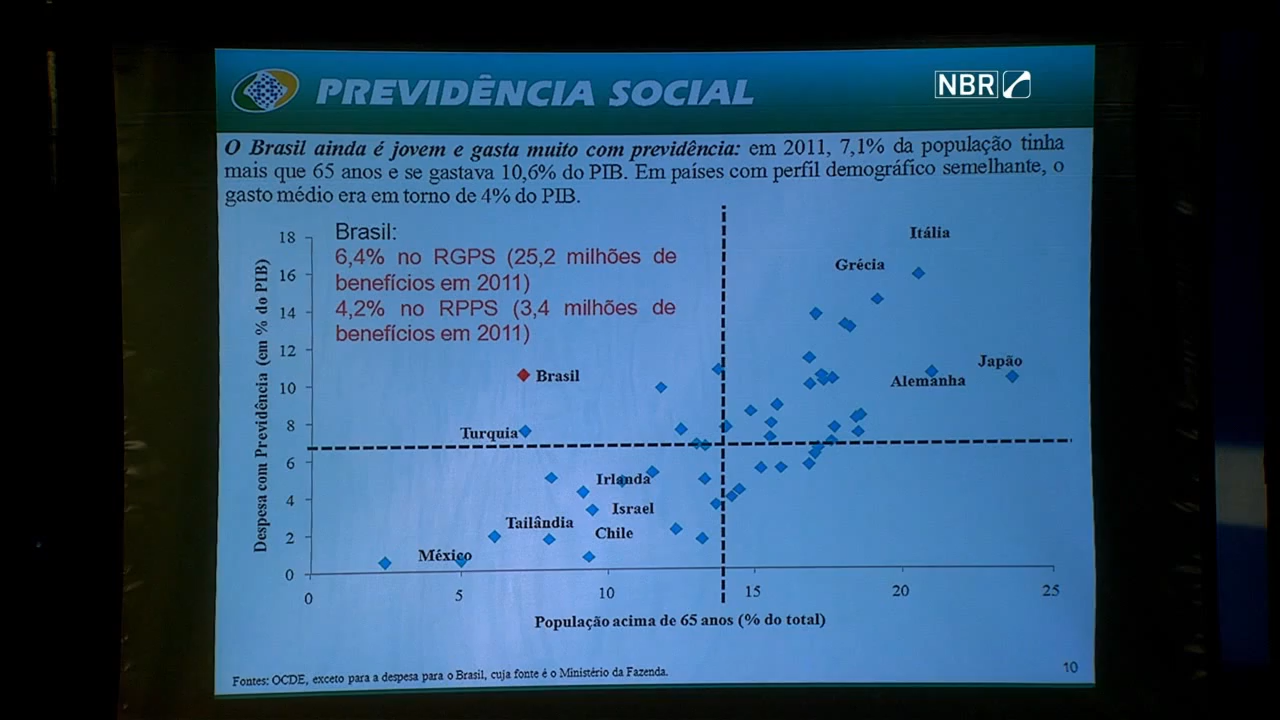 PREVIDÊNCIA SOCIAL
NBR
O Brasil ainda é jovem e gasta muito com previdência: em 2011, 7,1% da população tinha
mais que 65 anos e se gastava 10,6% do PIB. Em países com perfil demográfico semelhante, o
gasto médio era em torno de 4% do PIB.
Brasil:
6,4% no RGPS (25,2 milhões de
benefícios em 2011)
4,2% no RPPS (3,4 milhões de
benefícios em 2011)
Despesa com Previdência (em % do PIB)
18
16
14
12
10
8
6
4
2
0
Itália
Grécia
Japão
Alemanha
Brasil
Turquia
Irlanda
Israel
Tailândia
Chile
México
0 5 10 15 20 25
População acima de 65 anos (% do total)
Fontes: OCDE, exceto para a despesa para o Brasil, cuja fonte é o Ministério da Fazenda.
10